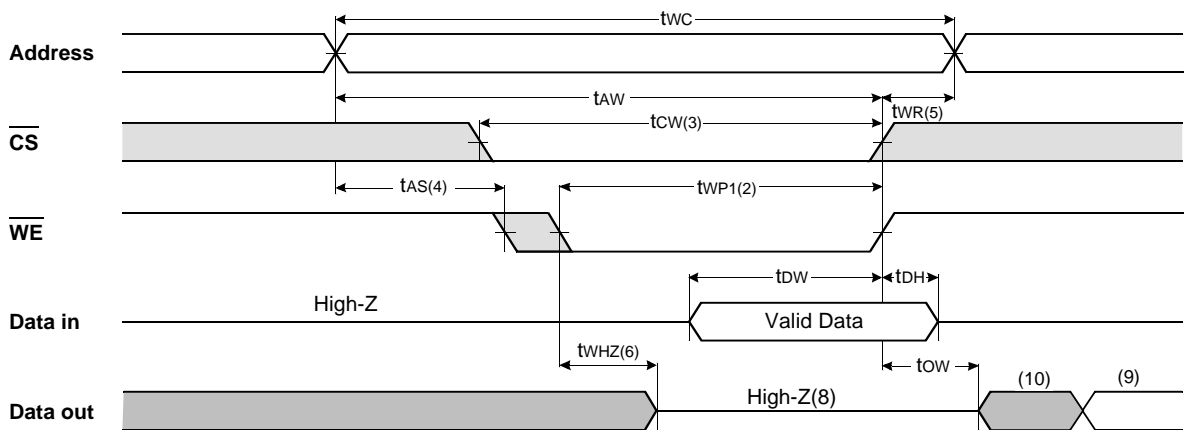 tWC
Address
tAW
tWR(5)
tCW(3)
CS
tAS(4)
tWP1(2)
WE
tDW
tDH
High-Z
Data in
Valid Data
tWHZ(6)
tOW
(10)
(9)
High-Z(8)
Data out